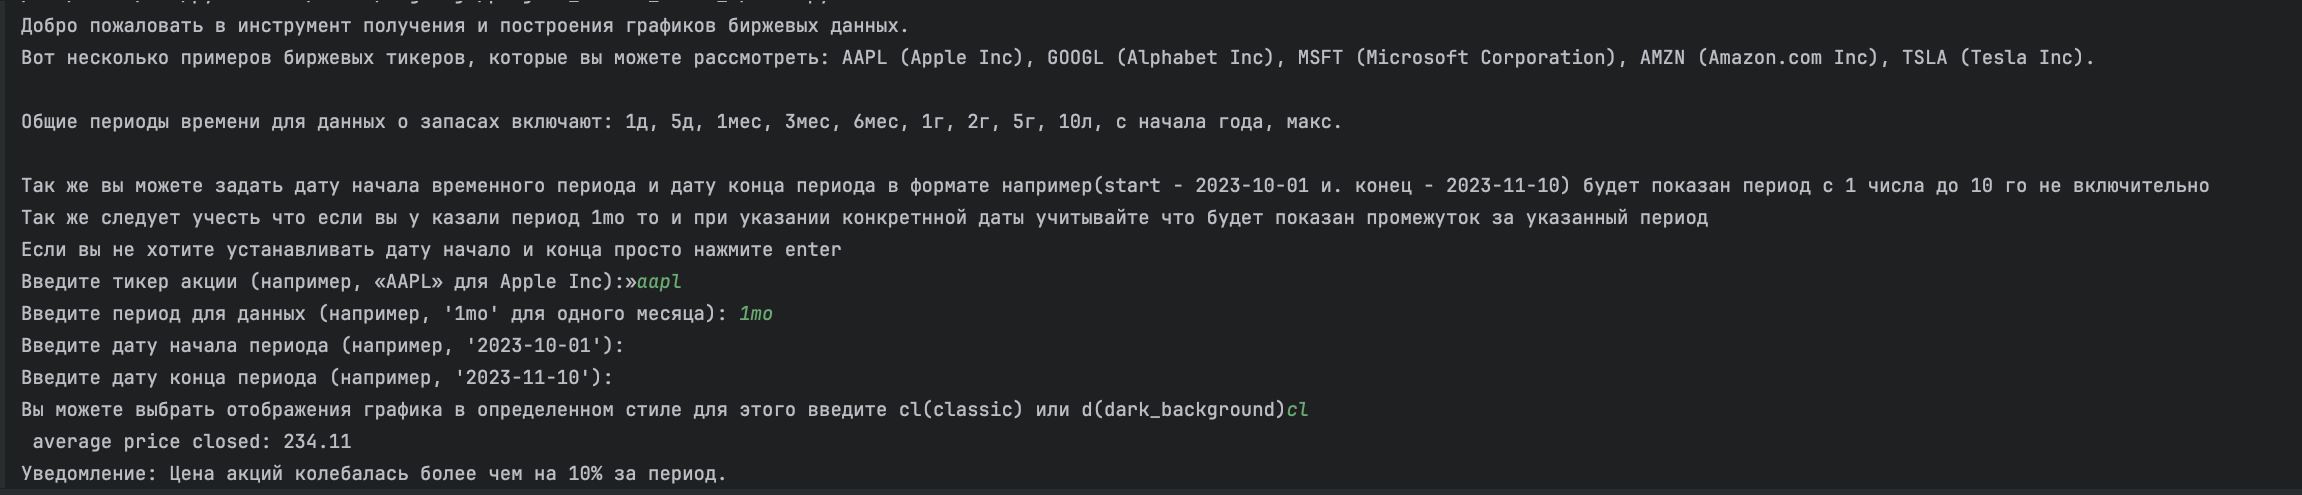 Добро пожаловать в инструмент получения и построения графиков биржевых данных.
Вот несколько примеров биржевых тикеров, которые вы можете рассмотреть: AAPL (Apple Inc), GOOGL (Alphabet Inc), MSFT (Microsoft Corporation), AMZN (Amazon.com Inc), TSLA (Tesla Inc).
Общие периоды времени для данных о запасах включают: 1д, 5д, 1мес, 3мес, 6мес, 1г, 2г, 5г, 10л, с начала года, макс.
Так же вы можете задать дату начала временного периода и дату конца периода в формате например(start - 2023-10-01 и. конец - 2023-11-10) будет показан период с 1 числа до 10 го не включительно
Так же следует учесть что если вы у казали период 1mo то и при указании конкретнной даты учитывайте что будет показан промежуток за указанный период
Если вы не хотите устанавливать дату начало и конца просто нажмите enter
Введите тикер акции (например, «AAPL» для Apple Inc):»aapl
Введите период для данных (например, '1mo' для одного месяца): 1mo
Введите дату начала периода (например, '2023-10-01'):
Введите дату конца периода (например, '2023-11-10'):
Вы можете выбрать отображения графика в определенном стиле для этого введите cl(classic) или d(dark_background)cl
average price closed: 234.11
Уведомление: Цена акций колебалась более чем на 10% за период.